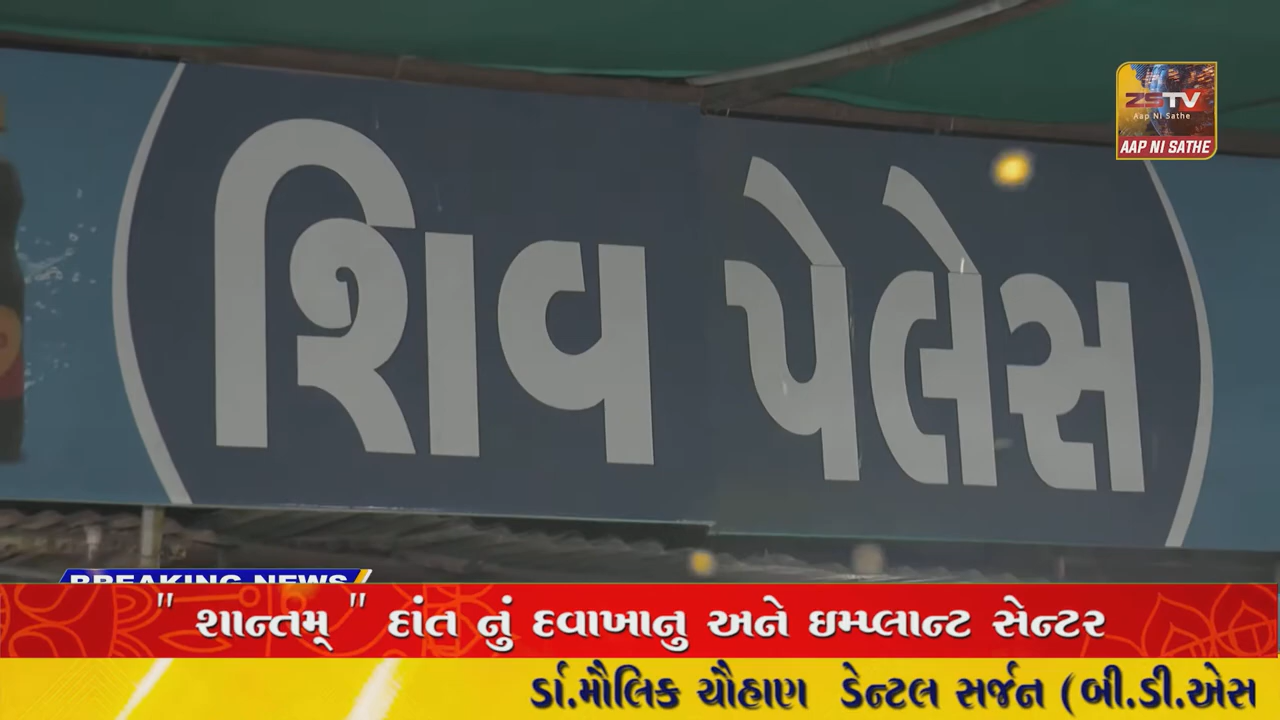 ZSTV
Aap Ni Sathe
AAP NI SATHE
શિવ પેલેસ
BREAKING NEWS
" શાન્તમ્ " દાંત નું દવાખાનુ અને ઇમ્પ્લાન્ટ સેન્ટર
ર્ડા.મૌલિક ચૌહાણ ડેન્ટલ સર્જન (બી.ડી.એસ